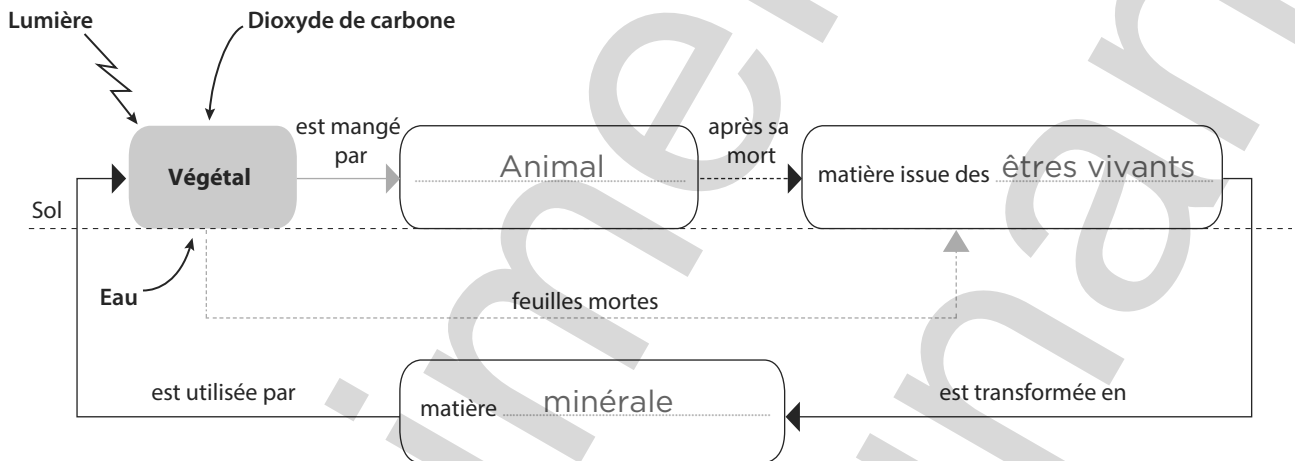 Lumière
Dioxyde de carbone
Végétal
est mangé
par
Animal
après sa
mort
matière issue des êtres vivants
Sol
Eau
feuilles mortes
est utilisée par
matière minérale
est transformée en